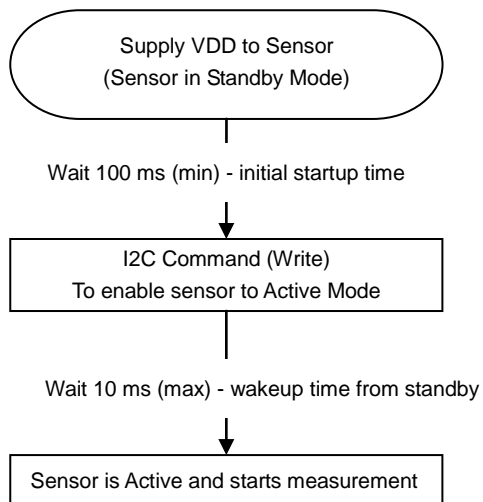 Supply VDD to Sensor
(Sensor in Standby Mode)
Wait 100 ms (min) - initial startup time
I2C Command (Write)
To enable sensor to Active Mode
Wait 10 ms (max) - wakeup time from standby
Sensor is Active and starts measurement